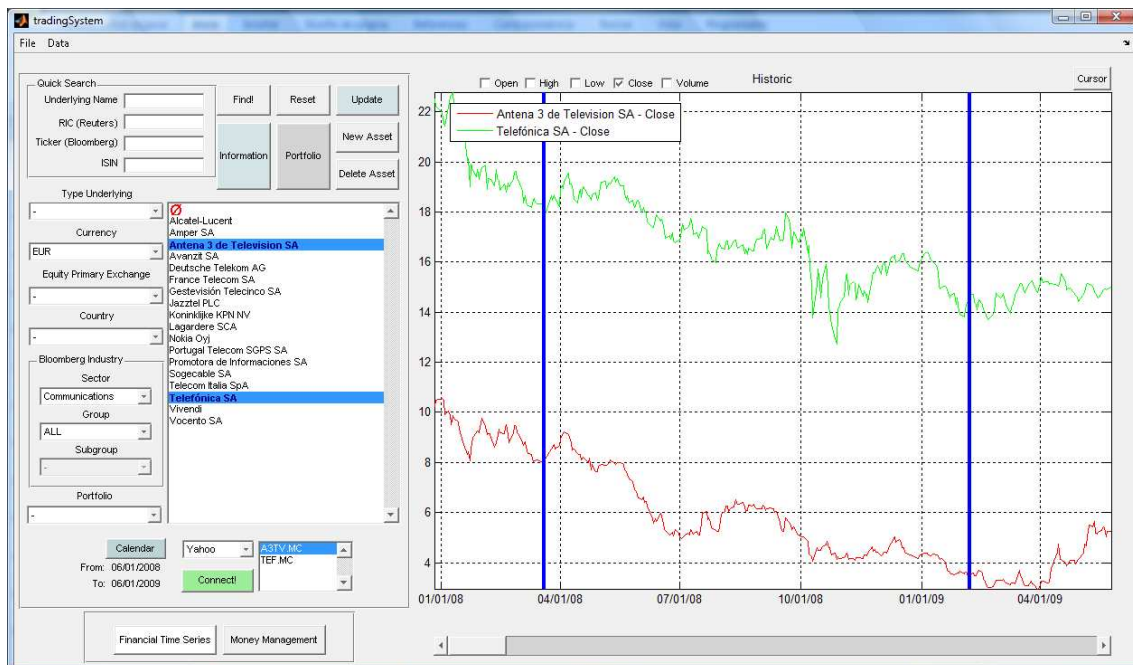 tradingSystem
File Data
Quick Search
Underlying Name
RIC (Reuters)
Ticker (Bloomberg)
ISIN
Find!
Reset
Update
Information
Portfolio
New Asset
Delete Asset
Type Underlying
-
Currency
EUR
Equity Primary Exchange
-
Country
-
Bloomberg Industry
Sector
Communications
Group
ALL
Subgroup
-
Portfolio
-
Ø
Alcatel-Lucent
Amper SA
Antena 3 de Television SA
Avanzit SA
Deutsche Telekom AG
France Telecom SA
Gestevisión Telecinco SA
Jazztel PLC
Koninklijke KPN NV
Lagardere SCA
Nokia Oyj
Portugal Telecom SGPS SA
Promotora de Informaciones SA
Sogecable SA
Telecom Italia SpA
Telefónica SA
Vivendi
Vocento SA
Calendar
From: 06/01/2008
To: 06/01/2009
Yahoo
Connect!
A3TV.MC
TEF.MC
Financial Time Series
Money Management
Open High Low Close Volume
Historic
Cursor
Antena 3 de Television SA - Close
Telefónica SA - Close
22
20
18
16
14
12
10
8
6
4
01/01/08 04/01/08 07/01/08 10/01/08 01/01/09 04/01/09